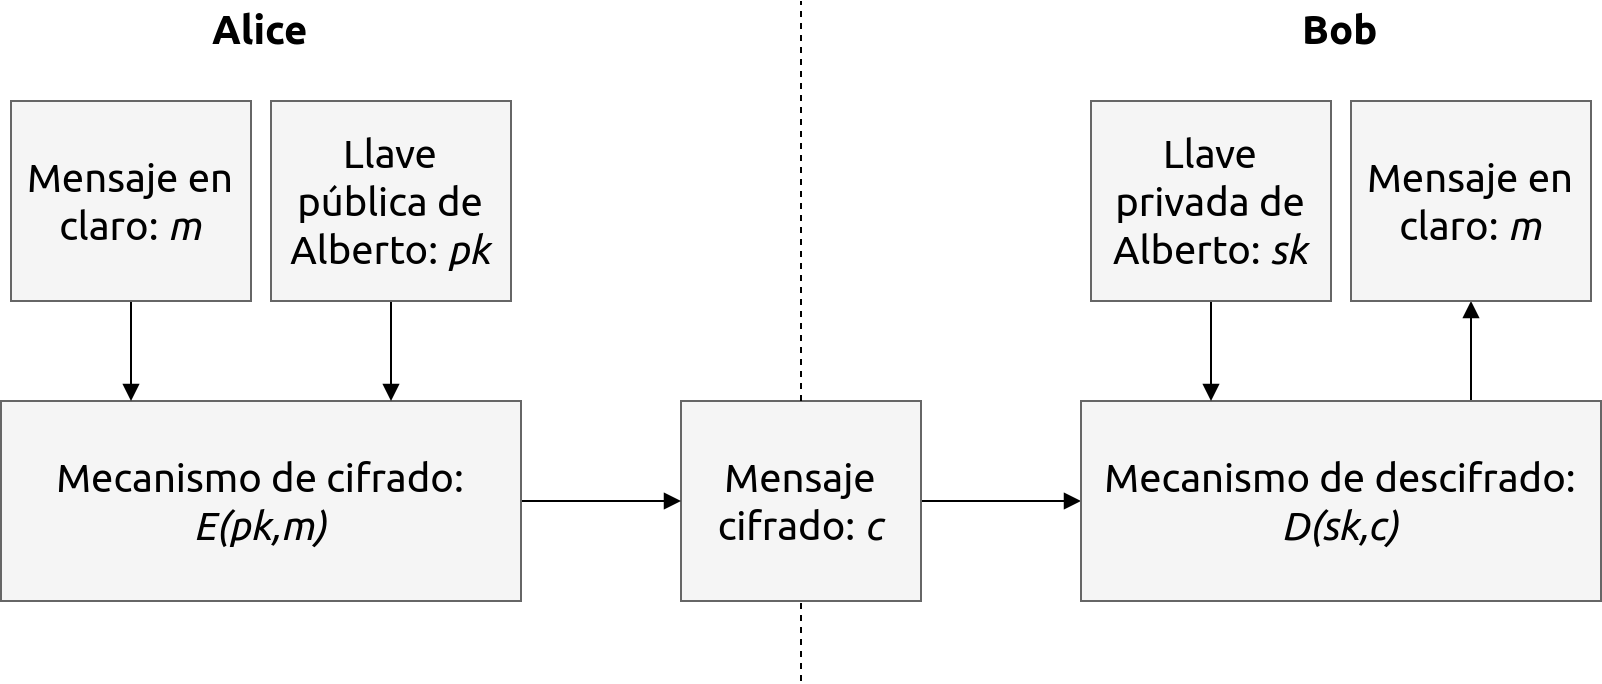 Alice
Bob
Mensaje en
claro: m
Llave
pública de
Alberto: pk
Llave
privada de
Alberto: sk
Mensaje en
claro: m
Mecanismo de cifrado:
E(pk,m)
Mensaje
cifrado: c
Mecanismo de descifrado:
D(sk,c)